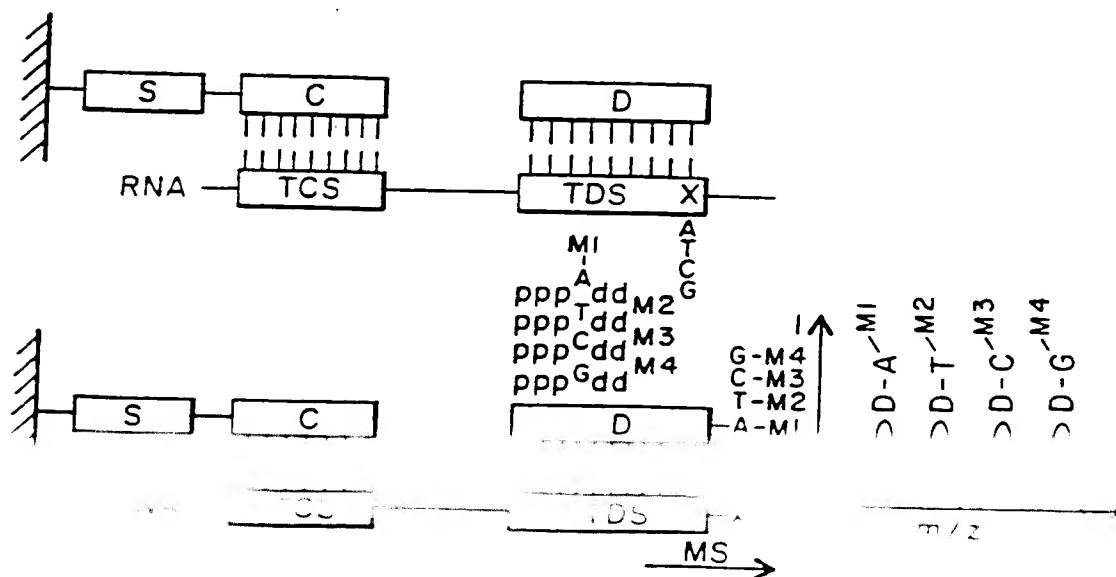 S C D
RNA TCS TDS X
A
T
C
G
M1
A
pppAdd M2
pppTdd M3
pppCdd M4
pppGdd
S C D
G-M4
C-M3
T-M2
A-M1
I
D-A-M1 D-T-M2 D-C-M3 D-G-M4
TDS
MS
m/z